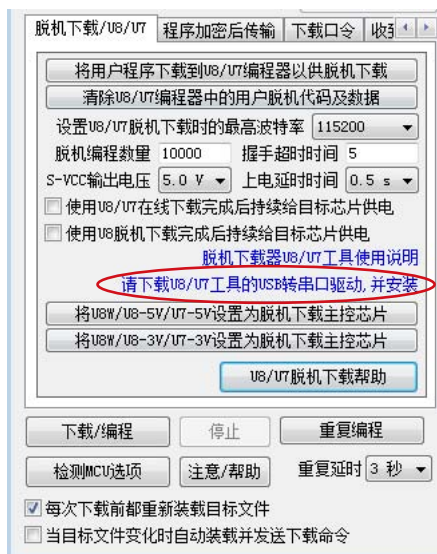 脱机下载/U8/U7 程序加密后传输 下载口令
将用户程序下载到U8/U7编程器以供脱机下载
清除U8/U7编程器中的用户脱机代码及数据
设置U8/U7脱机下载时的最高波特率 115200
脱机编程数量 10000 握手超时时间 5
S-VCC输出电压 5.0 V 上电延时时间 0.5 s
使用U8/U7在线下载完成后持续给目标芯片供电
使用U8脱机下载完成后持续给目标芯片供电
脱机下载器U8/U7工具使用说明
请下载U8/U7工具的USB转串口驱动,并安装
将U8W/U8-5V/U7-5V设置为脱机下载主控芯片
将U8W/U8-3V/U7-3V设置为脱机下载主控芯片
U8/U7脱机下载帮助
下载/编程 停止 重复编程
检测MCU选项 注意/帮助 重复延时 3 秒
每次下载前都重新装载目标文件
当目标文件变化时自动装载并发送下载命令